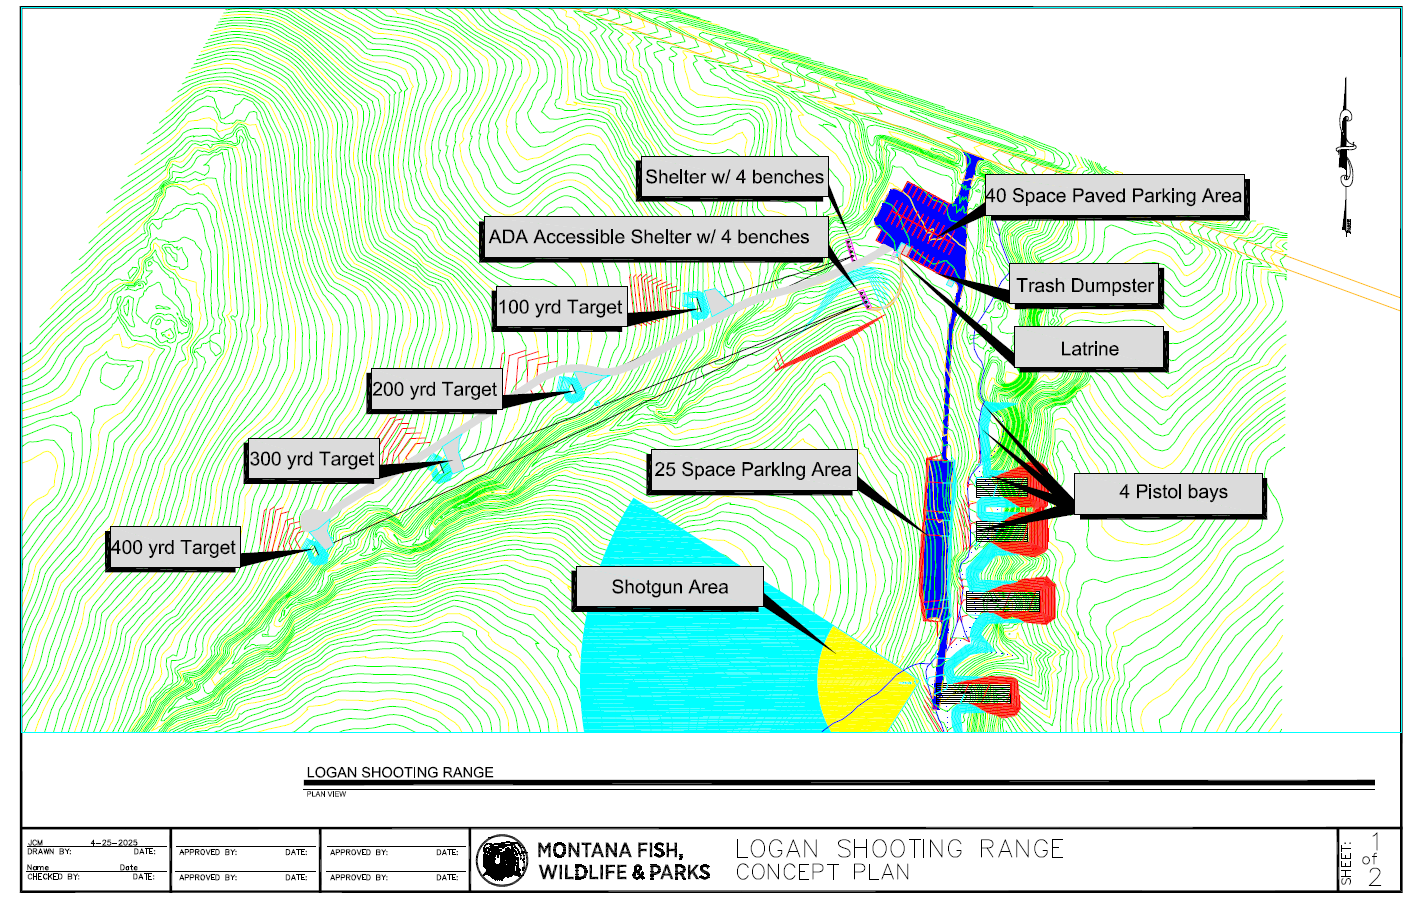 Shelter w/ 4 benches
40 Space Paved Parking Area
ADA Accessible Shelter w/ 4 benches
Trash Dumpster
100 yrd Target
Latrine
200 yrd Target
300 yrd Target
25 Space Parking Area
4 Pistol bays
400 yrd Target
Shotgun Area
LOGAN SHOOTING RANGE
PLAN VIEW
JCM 4-25-2025
DRAWN BY: DATE:
Name Date
CHECKED BY: DATE:
APPROVED BY: DATE:
APPROVED BY: DATE:
APPROVED BY: DATE:
APPROVED BY: DATE:
MONTANA FISH,
WILDLIFE & PARKS
LOGAN SHOOTING RANGE
CONCEPT PLAN
SHEET:
1
of
2